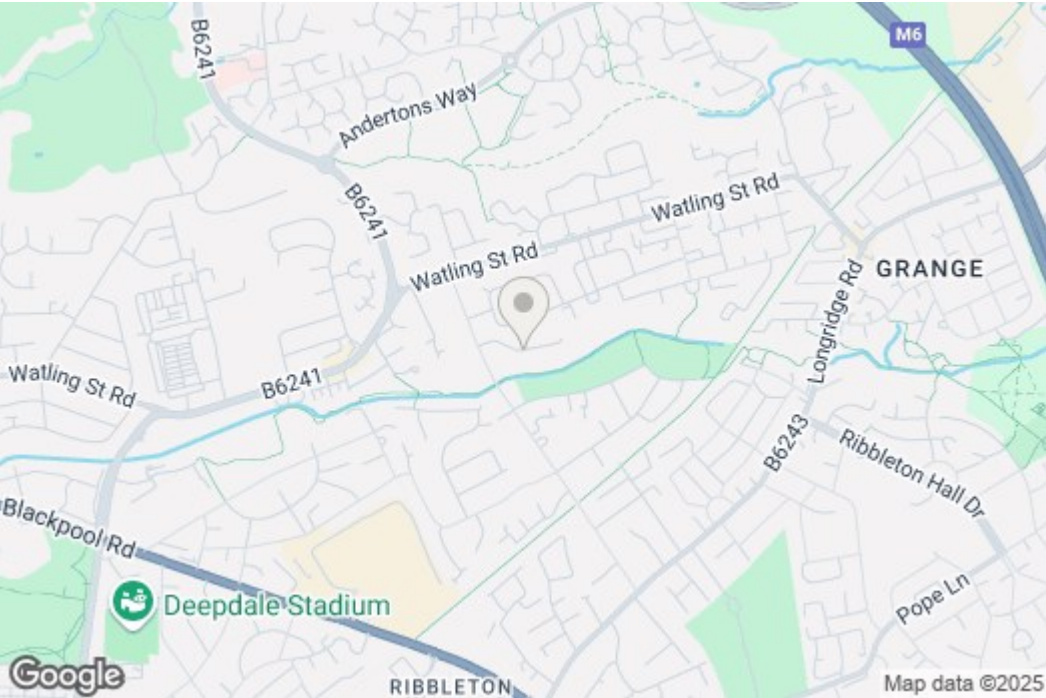 M6
B6241
Andertons Way
B6241
Watling St Rd
Watling St Rd
GRANGE
Longridge Rd
Watling St Rd
B6241
B6243
Ribbleton Hall Dr
Blackpool Rd
Deepdale Stadium
Pope Ln
RIBBLETON
Google
Map data ©2025